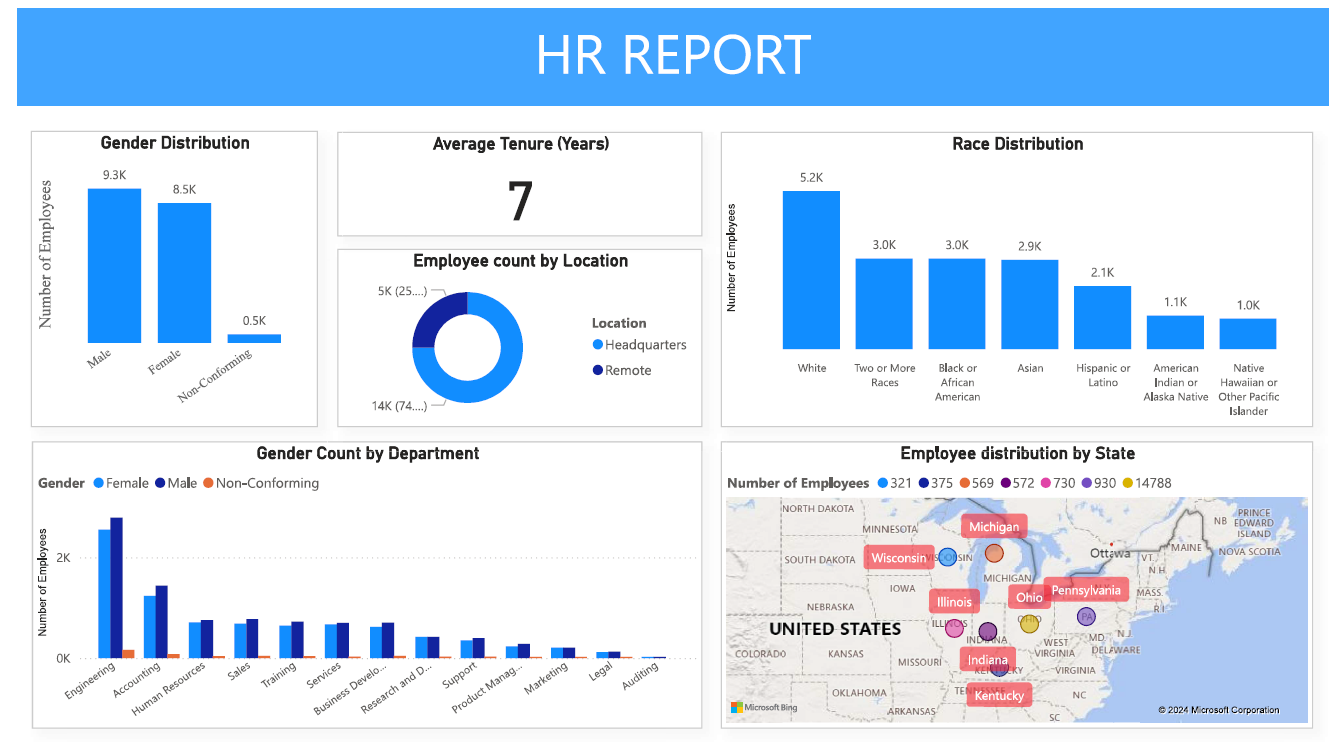 HR REPORT
Gender Distribution
Number of Employees
9.3K
8.5K
0.5K
Male
Female
Non-Conforming
Average Tenure (Years)
7
Employee count by Location
5K (25....)
14K (74....)
Location
Headquarters
Remote
Race Distribution
Number of Employees
5.2K
3.0K
3.0K
2.9K
2.1K
1.1K
1.0K
White
Two or More
Races
Black or
African
American
Asian
Hispanic or
Latino
American
Indian or
Alaska Native
Native
Hawaiian or
Other Pacific
Islander
Gender Count by Department
Gender Female Male Non-Conforming
Number of Employees
2K
0K
Engineering
Accounting
Human Resources
Sales
Training
Services
Business Develo...
Research and D...
Support
Product Manag...
Marketing
Legal
Auditing
Employee distribution by State
Number of Employees 321 375 569 572 730 930 14788
NORTH DAKOTA
MINNESOTA
SOUTH DAKOTA
WISCONSIN
IOWA
NEBRASKA
MICHIGAN
ILLINOIS
INDIANA
OHIO
PA
UNITED STATES
COLORADO
KANSAS
MISSOURI
KENTUCKY
WEST
VIRGINIA
VIRGINIA
MD
DELAWARE
N J
OKLAHOMA
ARKANSAS
TENNESSEE
NC
SC
Ottawa
VT.
N.H.
MAINE
MASS.
R I
NB
PRINCE
EDWARD
ISLAND
NOVA SCOTIA
Wisconsin
Michigan
Illinois
Ohio
Pennsylvania
Indiana
Kentucky
Microsoft Bing
© 2024 Microsoft Corporation